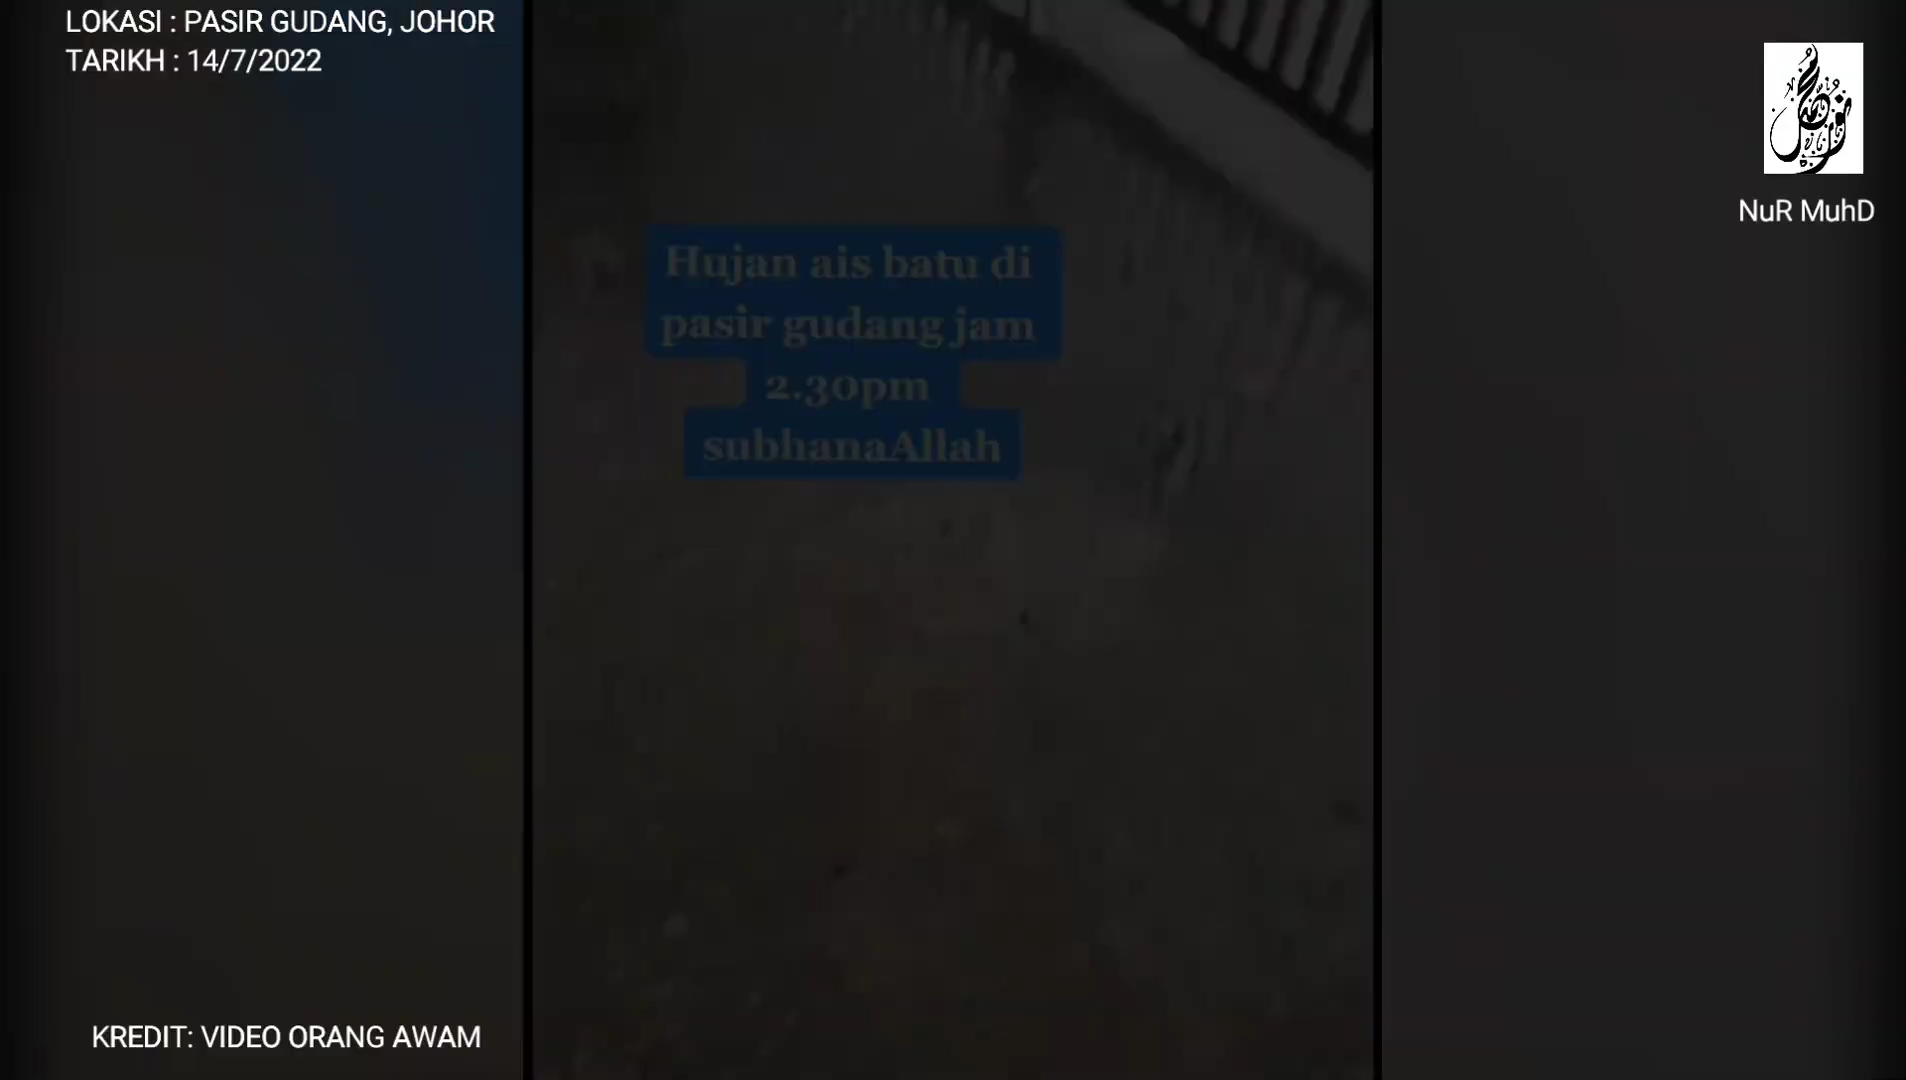 LOKASI : PASIR GUDANG, JOHOR
TARIKH : 14/7/2022
NuR MuhD
Hujan ais batu di
pasir gudang jam
2.30pm
subhanaAllah
KREDIT: VIDEO ORANG AWAM